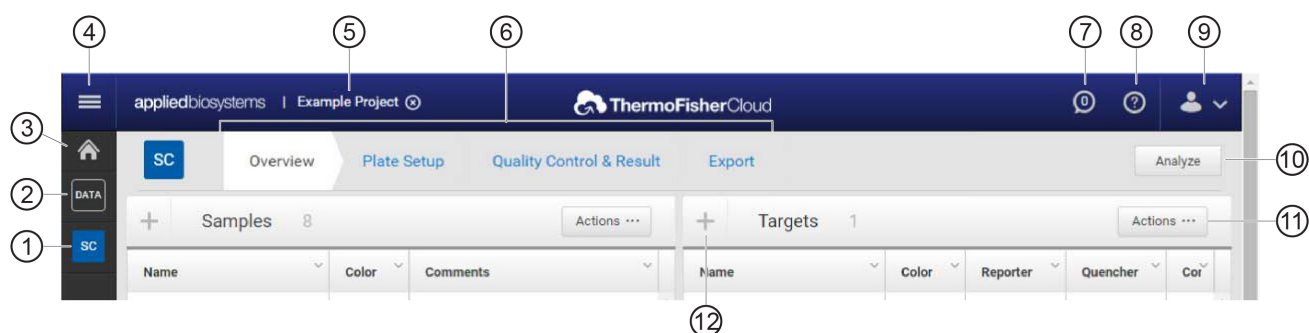 4 5 6 7 8 9
appliedbiosystems | Example Project ThermoFisherCloud 0 ?
3
SC Overview Plate Setup Quality Control & Result Export Analyze 10
2 DATA
Samples 8 Actions ··· Targets 1 Actions ··· 11
1 SC
Name Color Comments Name Color Reporter Quencher Cor
12